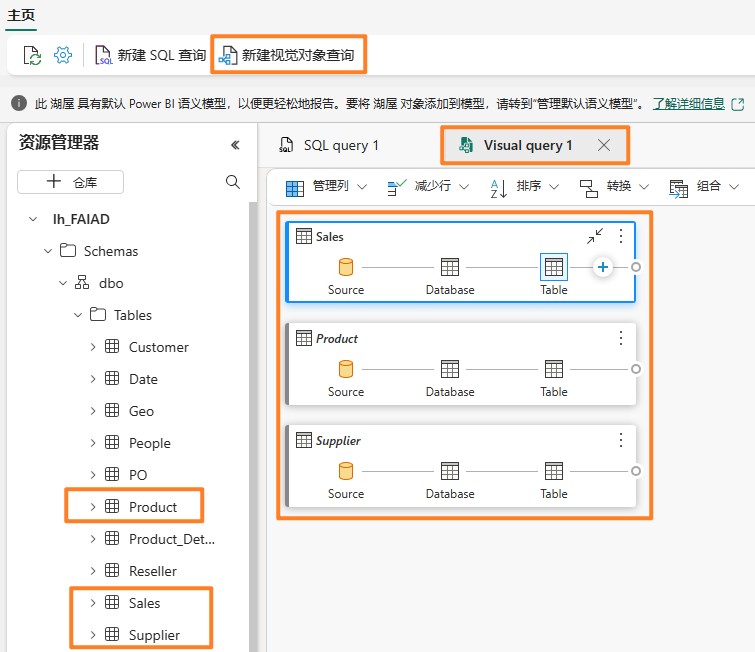 主页
新建 SQL 查询
新建视觉对象查询
此 湖屋 具有默认 Power BI 语义模型，以便更轻松地报告。要将 湖屋 对象添加到模型，请转到“管理默认语义模型”。 了解详细信息
资源管理器
仓库
lh_FAIAD
Schemas
dbo
Tables
Customer
Date
Geo
People
PO
Product
Product_Det...
Reseller
Sales
Supplier
SQL query 1
Visual query 1
管理列
减少行
排序
转换
组合
Sales
Source
Database
Table
Product
Source
Database
Table
Supplier
Source
Database
Table